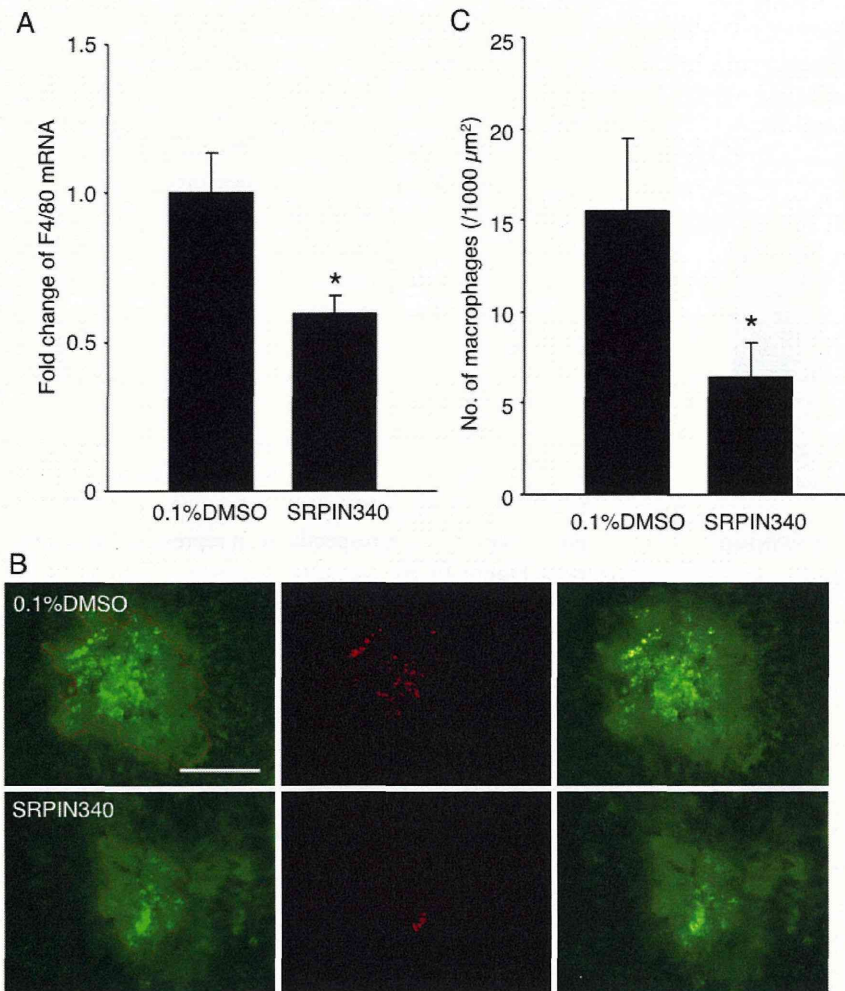 A
1.5
1.0
0.5
0
Fold change of F4/80 mRNA
*
0.1%DMSO
SRPIN340
C
25
20
15
10
5
0
No. of macrophages (/1000 μm²)
*
0.1%DMSO
SRPIN340
B
0.1%DMSO
SRPIN340